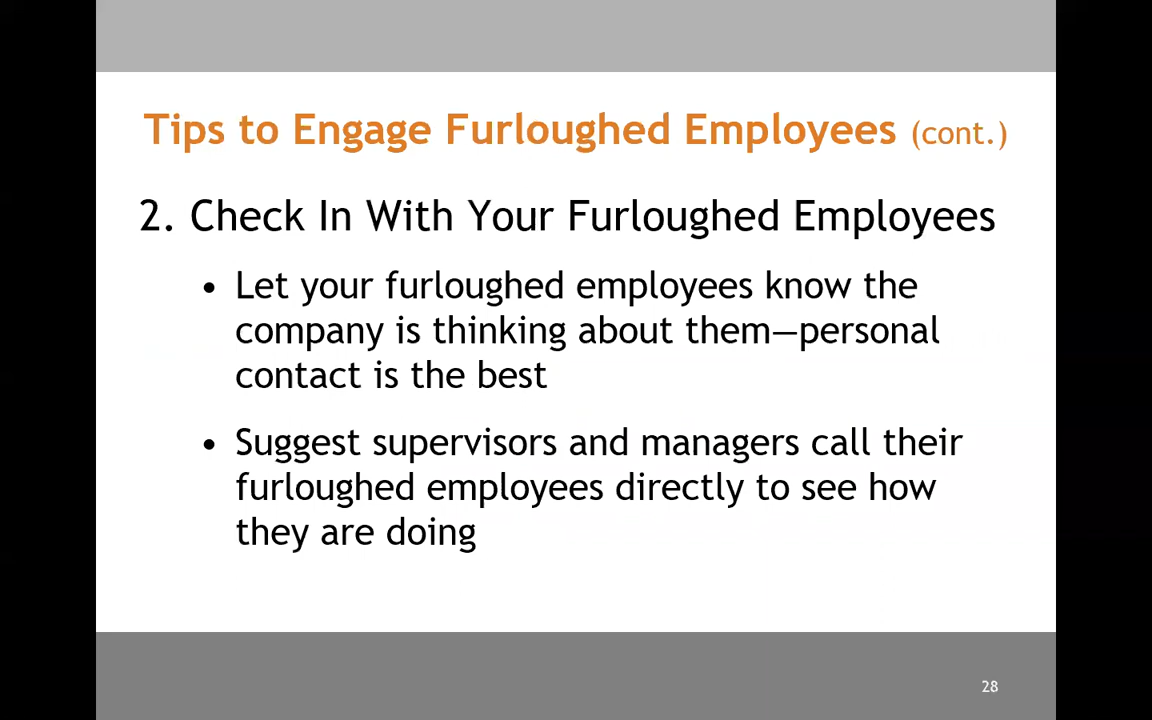 Tips to Engage Furloughed Employees (cont.)
2. Check In With Your Furloughed Employees
• Let your furloughed employees know the
company is thinking about them—personal
contact is the best
• Suggest supervisors and managers call their
furloughed employees directly to see how
they are doing
28